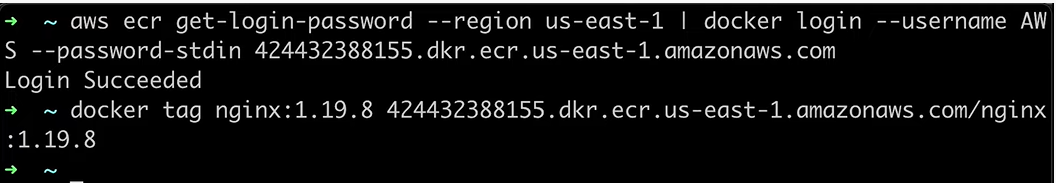 ➜  ~ aws ecr get-login-password --region us-east-1 | docker login --username AW
S --password-stdin 424432388155.dkr.ecr.us-east-1.amazonaws.com
Login Succeeded
➜  ~ docker tag nginx:1.19.8 424432388155.dkr.ecr.us-east-1.amazonaws.com/nginx
:1.19.8
➜  ~